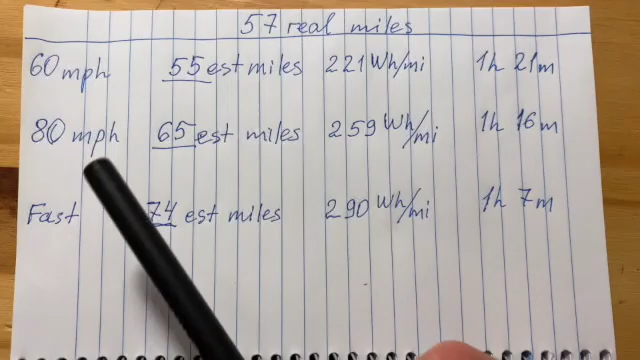 57 real miles
60 mph 55 est miles 221 Wh/mi 1h 21m
80 mph 65 est miles 259 Wh/mi 1h 16m
Fast 74 est miles 290 Wh/mi 1h 7m